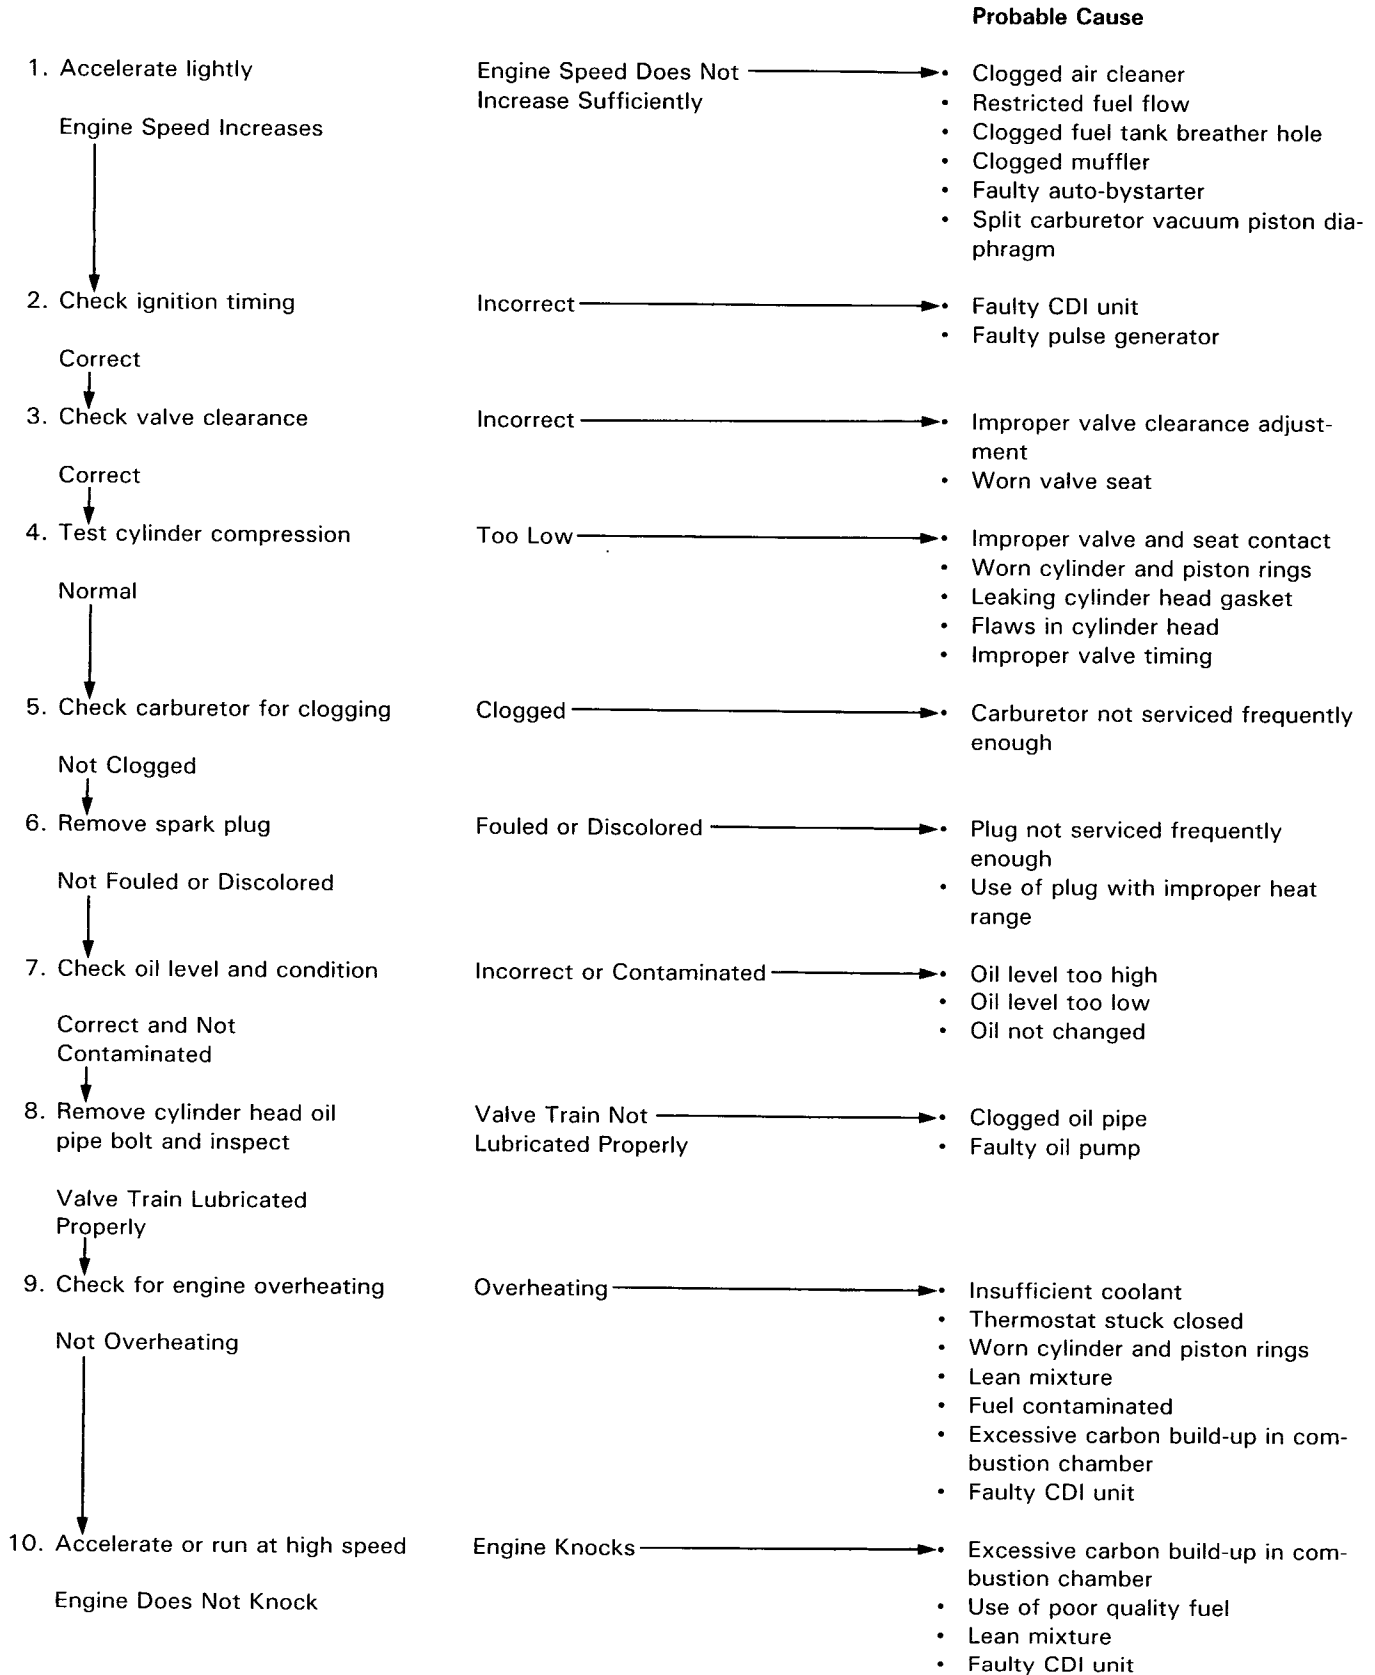 Probable Cause
1. Accelerate lightly
Engine Speed Does Not
Increase Sufficiently
• Clogged air cleaner
• Restricted fuel flow
• Clogged fuel tank breather hole
• Clogged muffler
• Faulty auto-bystarter
• Split carburetor vacuum piston dia-
phragm
Engine Speed Increases
2. Check ignition timing
Incorrect
• Faulty CDI unit
• Faulty pulse generator
Correct
3. Check valve clearance
Incorrect
• Improper valve clearance adjust-
ment
• Worn valve seat
Correct
4. Test cylinder compression
Too Low
• Improper valve and seat contact
• Worn cylinder and piston rings
• Leaking cylinder head gasket
• Flaws in cylinder head
• Improper valve timing
Normal
5. Check carburetor for clogging
Clogged
• Carburetor not serviced frequently
enough
Not Clogged
6. Remove spark plug
Fouled or Discolored
• Plug not serviced frequently
enough
• Use of plug with improper heat
range
Not Fouled or Discolored
7. Check oil level and condition
Incorrect or Contaminated
• Oil level too high
• Oil level too low
• Oil not changed
Correct and Not
Contaminated
8. Remove cylinder head oil
pipe bolt and inspect
Valve Train Not
Lubricated Properly
• Clogged oil pipe
• Faulty oil pump
Valve Train Lubricated
Properly
9. Check for engine overheating
Overheating
• Insufficient coolant
• Thermostat stuck closed
• Worn cylinder and piston rings
• Lean mixture
• Fuel contaminated
• Excessive carbon build-up in com-
bustion chamber
• Faulty CDI unit
Not Overheating
10. Accelerate or run at high speed
Engine Knocks
• Excessive carbon build-up in com-
bustion chamber
• Use of poor quality fuel
• Lean mixture
• Faulty CDI unit
Engine Does Not Knock